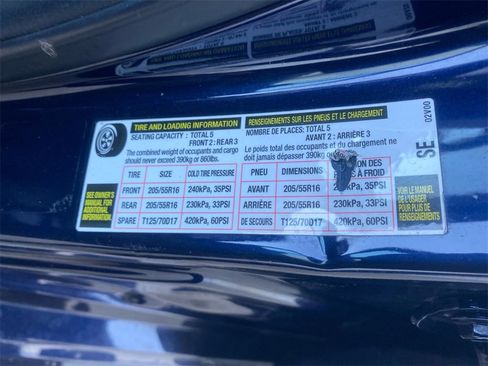 TIRE AND LOADING INFORMATION
SEATING CAPACITY : TOTAL 5
FRONT 2 : REAR 3
The combined weight of occupants and cargo
should never exceed 390kg or 860lbs.
TIRE SIZE COLD TIRE PRESSURE
FRONT 205/55R16 240kPa, 35PSI
REAR 205/55R16 230kPa, 33PSI
SPARE T125/70D17 420kPa, 60PSI
SEE OWNER'S
MANUAL FOR
ADDITIONAL
INFORMATION
RENSEIGNEMENTS SUR LES PNEUS ET LE CHARGEMENT
NOMBRE DE PLACES: TOTAL 5
AVANT 2 : ARRIÈRE 3
Le poids total des occupants et du chargement ne
doit jamais dépasser 390kg
PNEU DIMENSIONS DES
À FROID
AVANT 205/55R16 35PSI
ARRIÈRE 205/55R16 230kPa, 33PSI
DE SECOURS T125/70D17 420kPa, 60PSI
VOIR LE MANUEL
DE L'USAGER
POUR PLUS DE
RENSEIGNEMENTS
SE
02V00